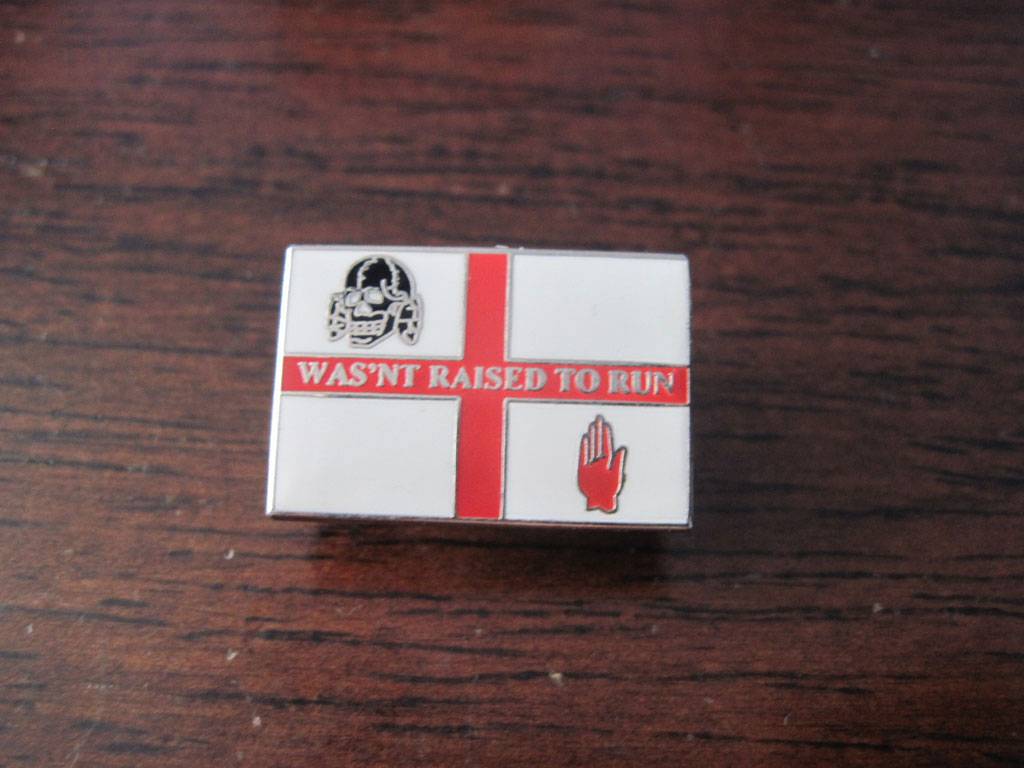 WAS'NT RAISED TO RUN